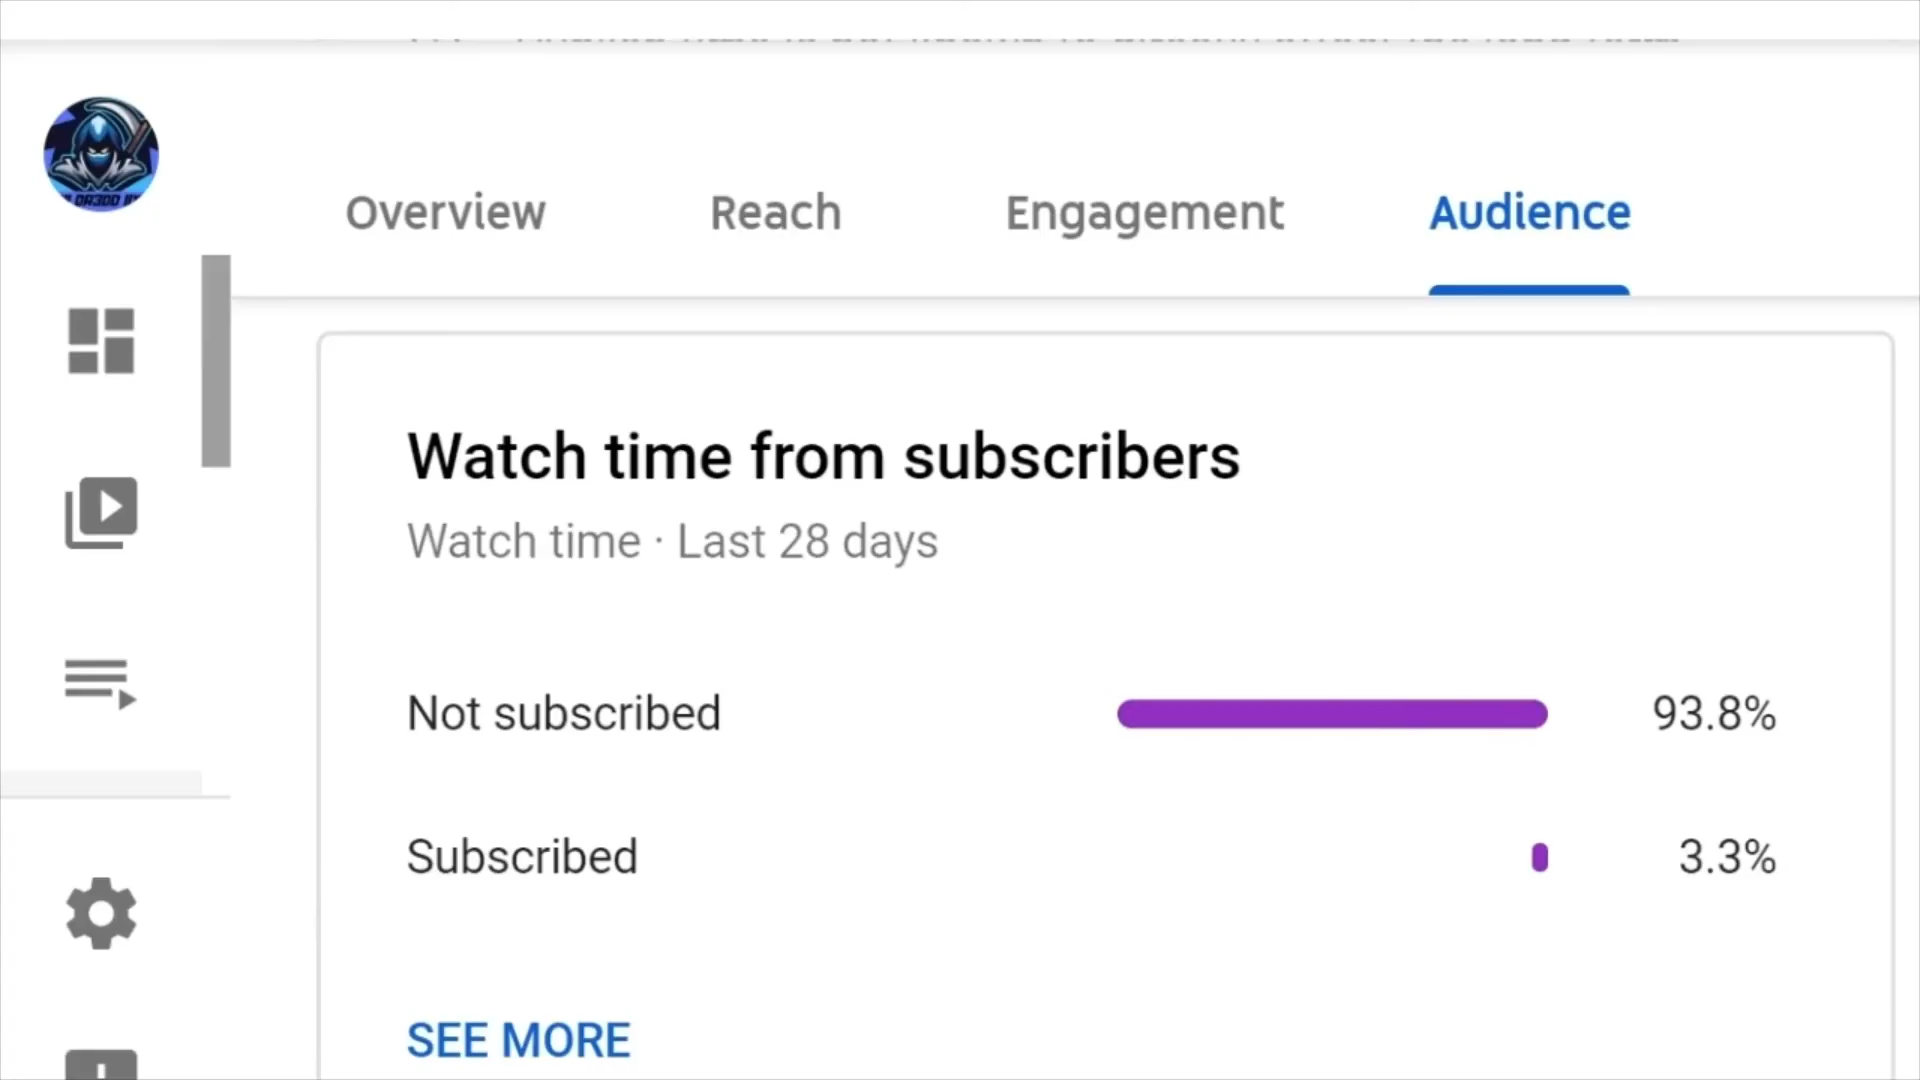 Overview Reach Engagement Audience
Watch time from subscribers
Watch time · Last 28 days
Not subscribed 93.8%
Subscribed 3.3%
SEE MORE